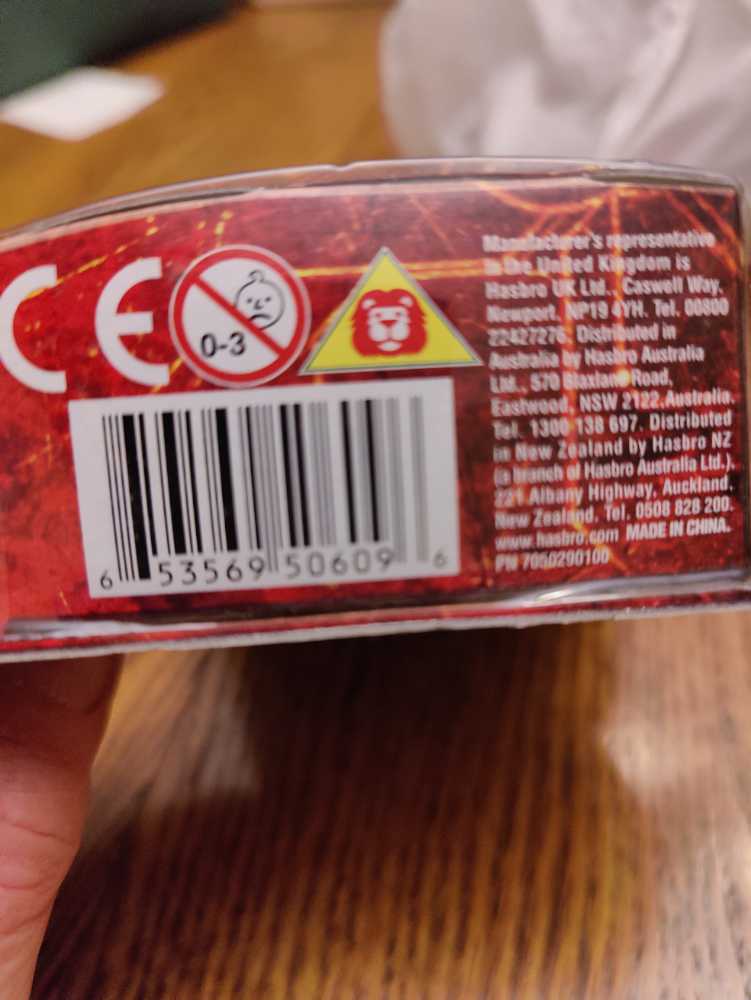 CE
0-3
6 53569 50609 6
Manufacturer's representative
in the United Kingdom is
Hasbro UK Ltd., Caswell Way,
Newport, NP19 4YH. Tel. 00800
22427276. Distributed in
Australia by Hasbro Australia
Ltd., 570 Blaxland Road,
Eastwood, NSW 2122.Australia.
Tel. 1300 138 697. Distributed
in New Zealand by Hasbro NZ
(a branch of Hasbro Australia Ltd.),
221 Albany Highway, Auckland,
New Zealand. Tel. 0508 828 200.
www.hasbro.com MADE IN CHINA.
PN 7050290100